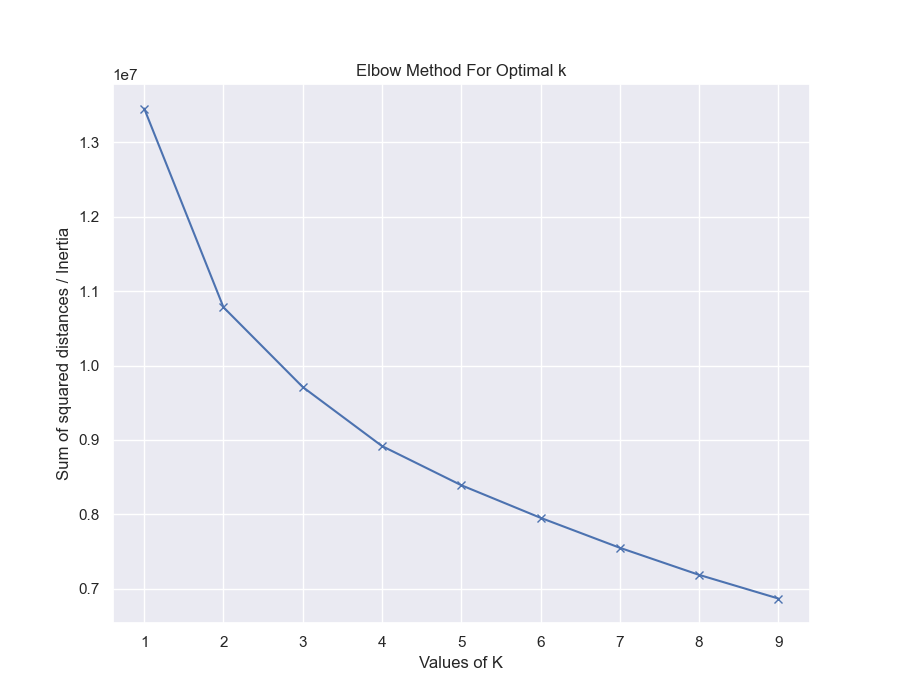 Elbow Method For Optimal k
1e7
1.3
1.2
1.1
1.0
0.9
0.8
0.7
Sum of squared distances / Inertia
1 2 3 4 5 6 7 8 9
Values of K